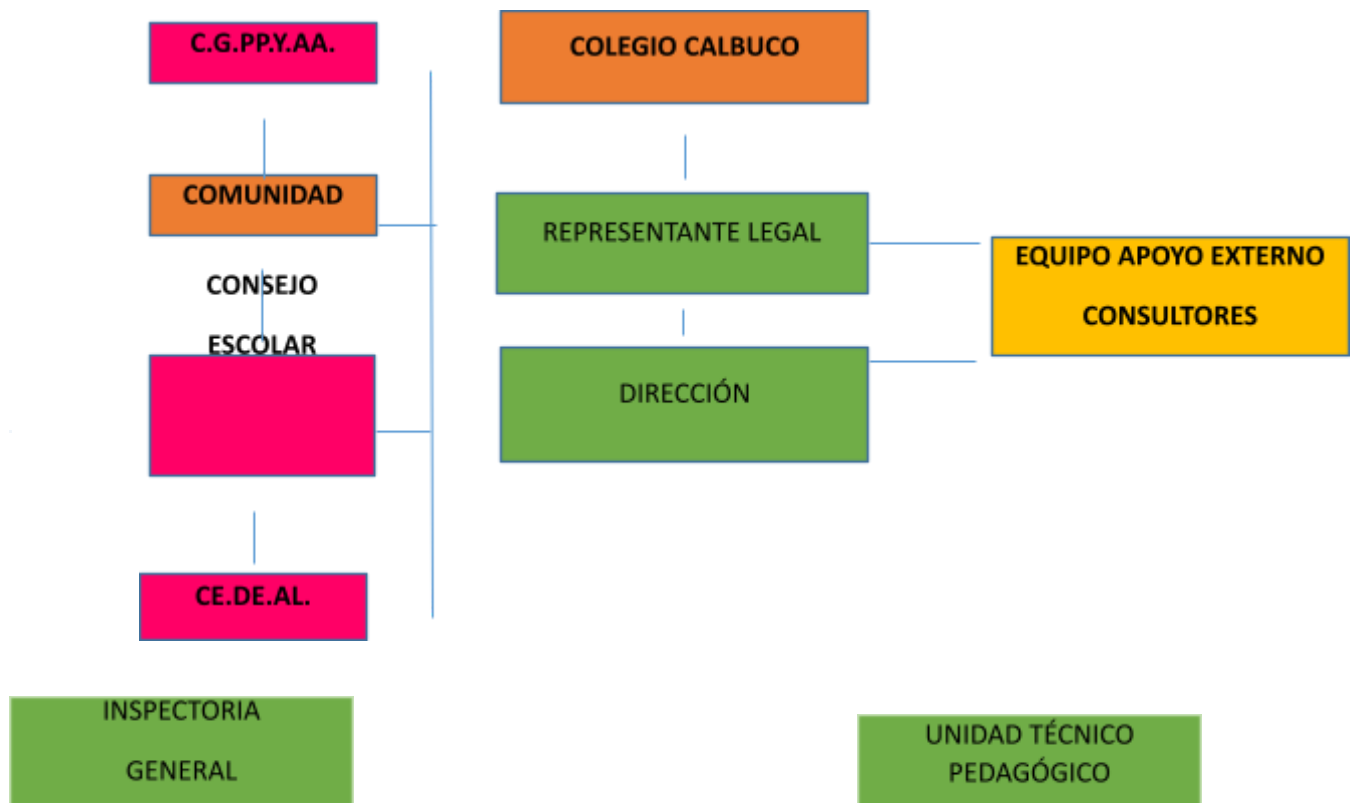 C.G.PP.Y.AA.
COLEGIO CALBUCO
COMUNIDAD
REPRESENTANTE LEGAL
EQUIPO APOYO EXTERNO
CONSULTORES
CONSEJO
ESCOLAR
DIRECCIÓN
CE.DE.AL.
INSPECTORIA
GENERAL
UNIDAD TÉCNICO
PEDAGÓGICO